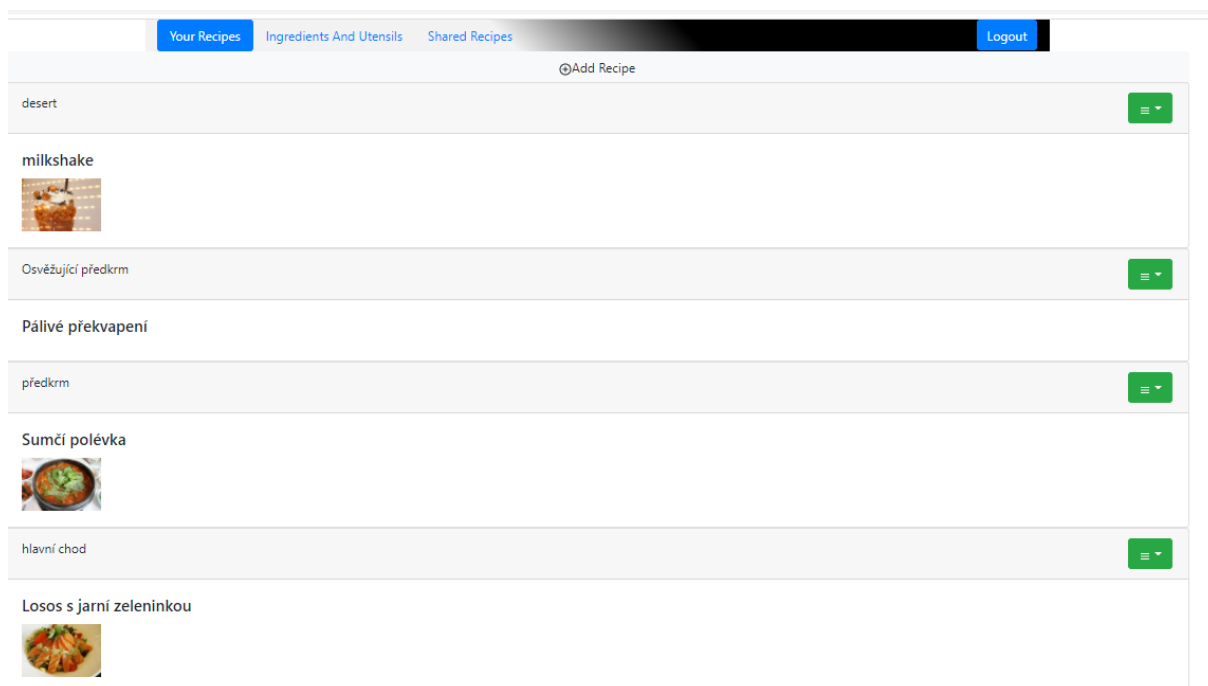 Your Recipes Ingredients And Utensils Shared Recipes Logout
Add Recipe
desert
milkshake
Osvěžující předkrm
Pálivé překvapení
předkrm
Sumčí polévka
hlavní chod
Losos s jarní zeleninkou